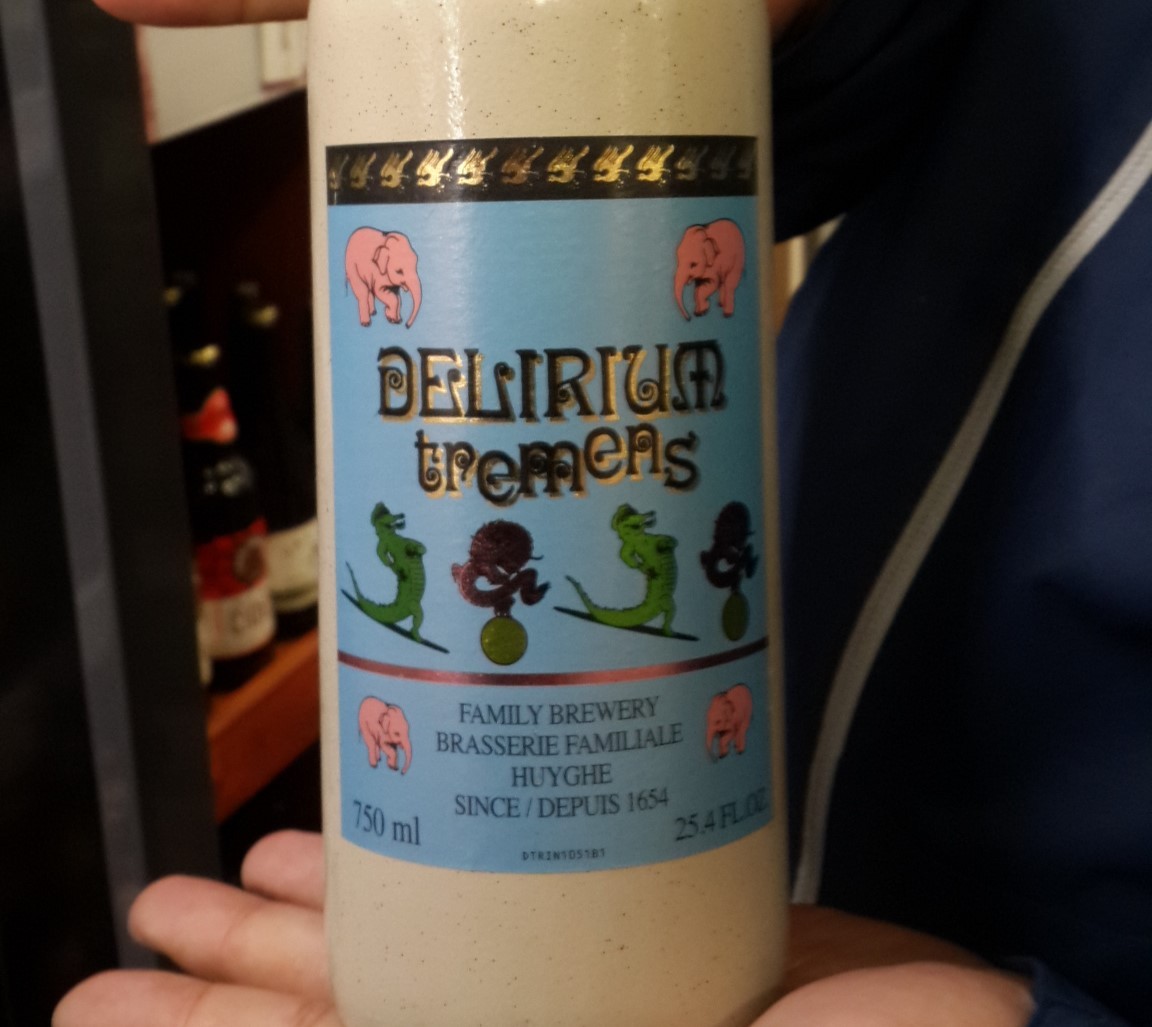 DELIRIUM
tremens
FAMILY BREWERY
BRASSERIE FAMILIALE
HUYGHE
SINCE / DEPUIS 1654
750 ml
25.4 FL.OZ.